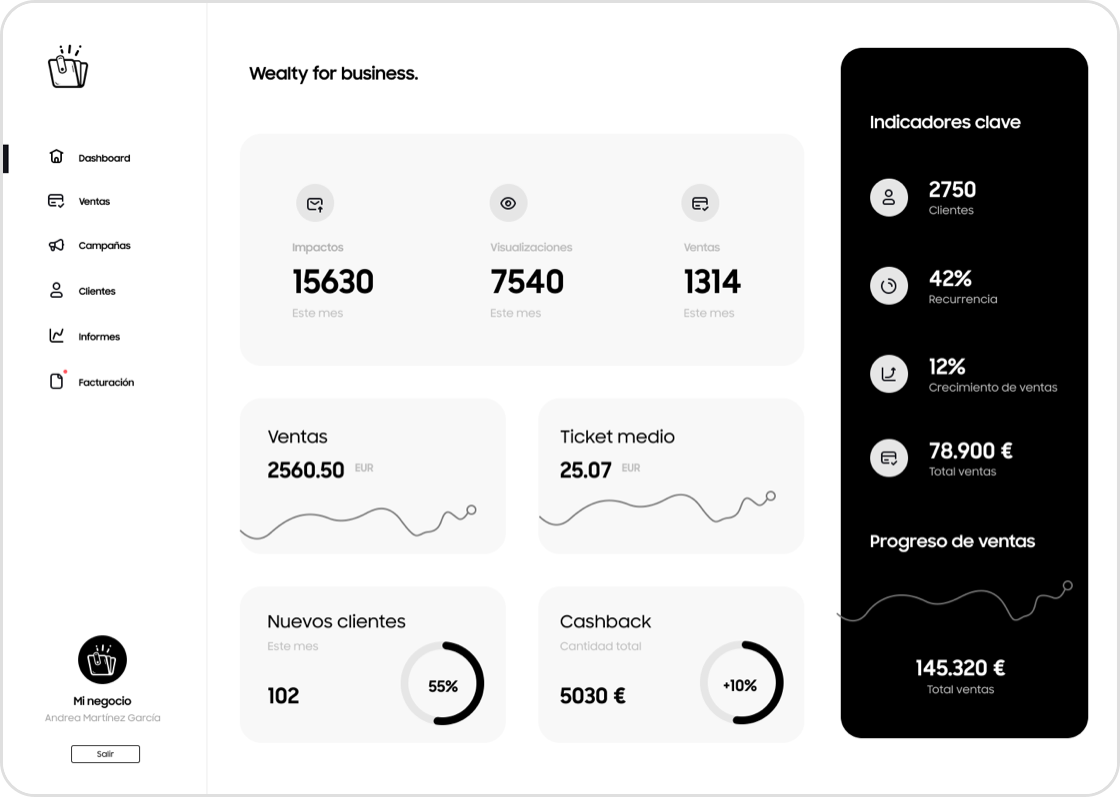 Wealty for business.
Dashboard
Ventas
Campañas
Clientes
Informes
Facturación
Mi negocio
Andrea Martínez García
Salir
Impactos
15630
Este mes
Visualizaciones
7540
Este mes
Ventas
1314
Este mes
Ventas
2560.50 EUR
Ticket medio
25.07 EUR
Nuevos clientes
Este mes
102
55%
Cashback
Cantidad total
5030 €
+10%
Indicadores clave
2750
Clientes
42%
Recurrencia
12%
Crecimiento de ventas
78.900 €
Total ventas
Progreso de ventas
145.320 €
Total ventas